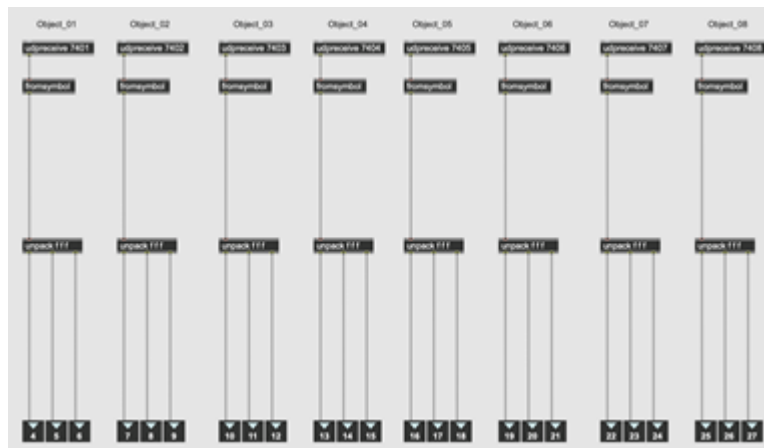 Object_01 Object_02 Object_03 Object_04 Object_05 Object_06 Object_07 Object_08
udpreceive 7401 udpreceive 7402 udpreceive 7403 udpreceive 7404 udpreceive 7405 udpreceive 7406 udpreceive 7407 udpreceive 7408
fromsymbol fromsymbol fromsymbol fromsymbol fromsymbol fromsymbol fromsymbol fromsymbol
unpack f f f unpack f f f unpack f f f unpack f f f unpack f f f unpack f f f unpack f f f unpack f f f
4 5 6 7 8 9 10 11 12 13 14 15 16 17 18 19 20 21 22 23 24 25 26 27